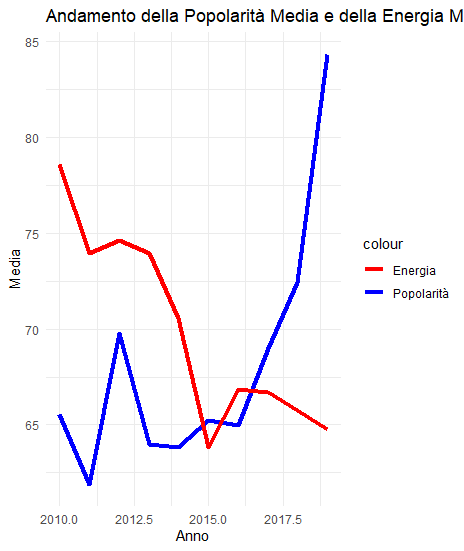 Andamento della Popolarità Media e della Energia M
85
80
75
70
65
Media
2010.0 2012.5 2015.0 2017.5
Anno
colour
Energia
Popolarità